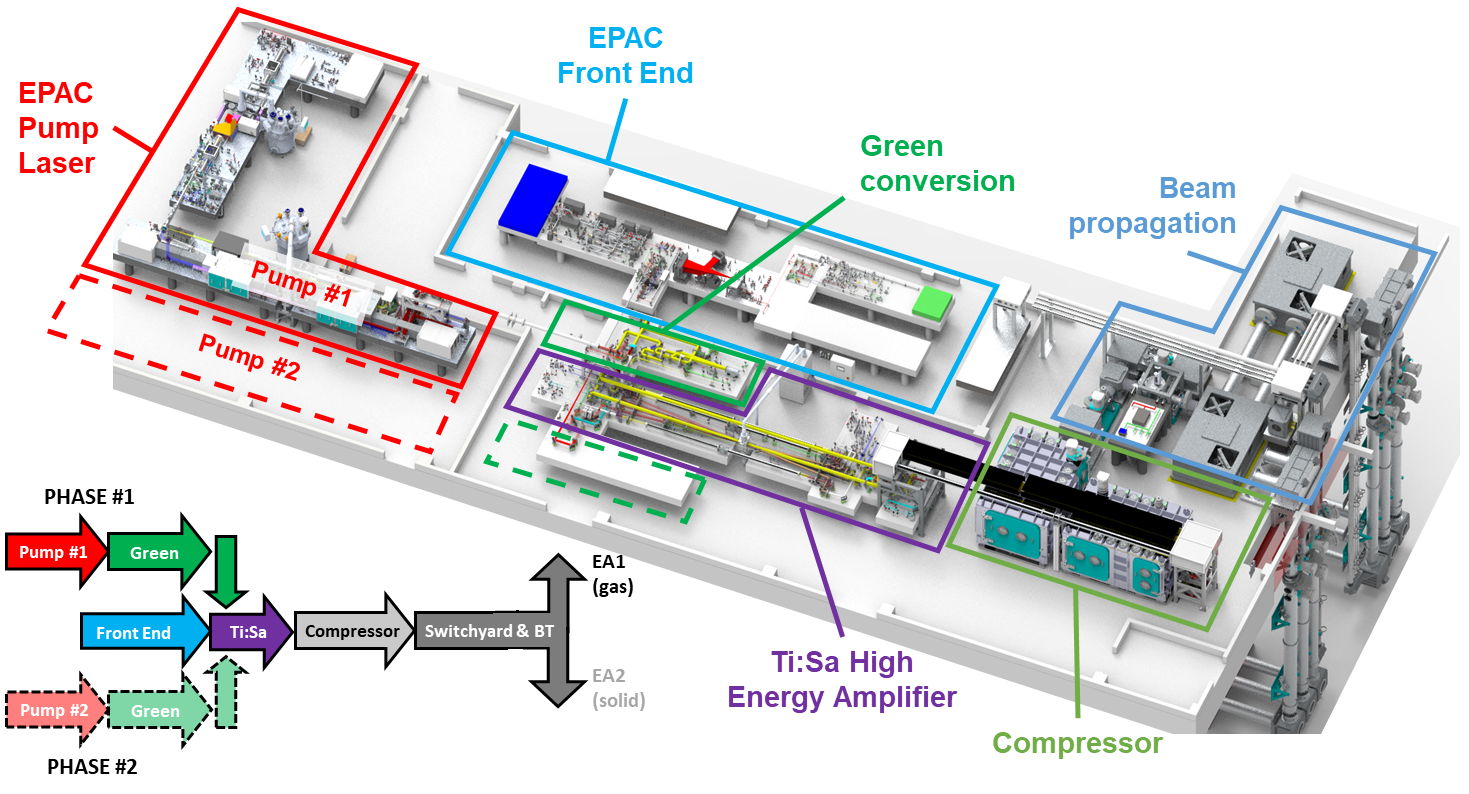 EPAC
Pump
Laser
EPAC
Front End
Green
conversion
Beam
propagation
Pump #1
Pump #2
Ti:Sa High
Energy Amplifier
Compressor
PHASE #1
Pump #1
Green
Front End
Ti:Sa
Compressor
Switchyard & BT
EA1
(gas)
EA2
(solid)
Pump #2
Green
PHASE #2